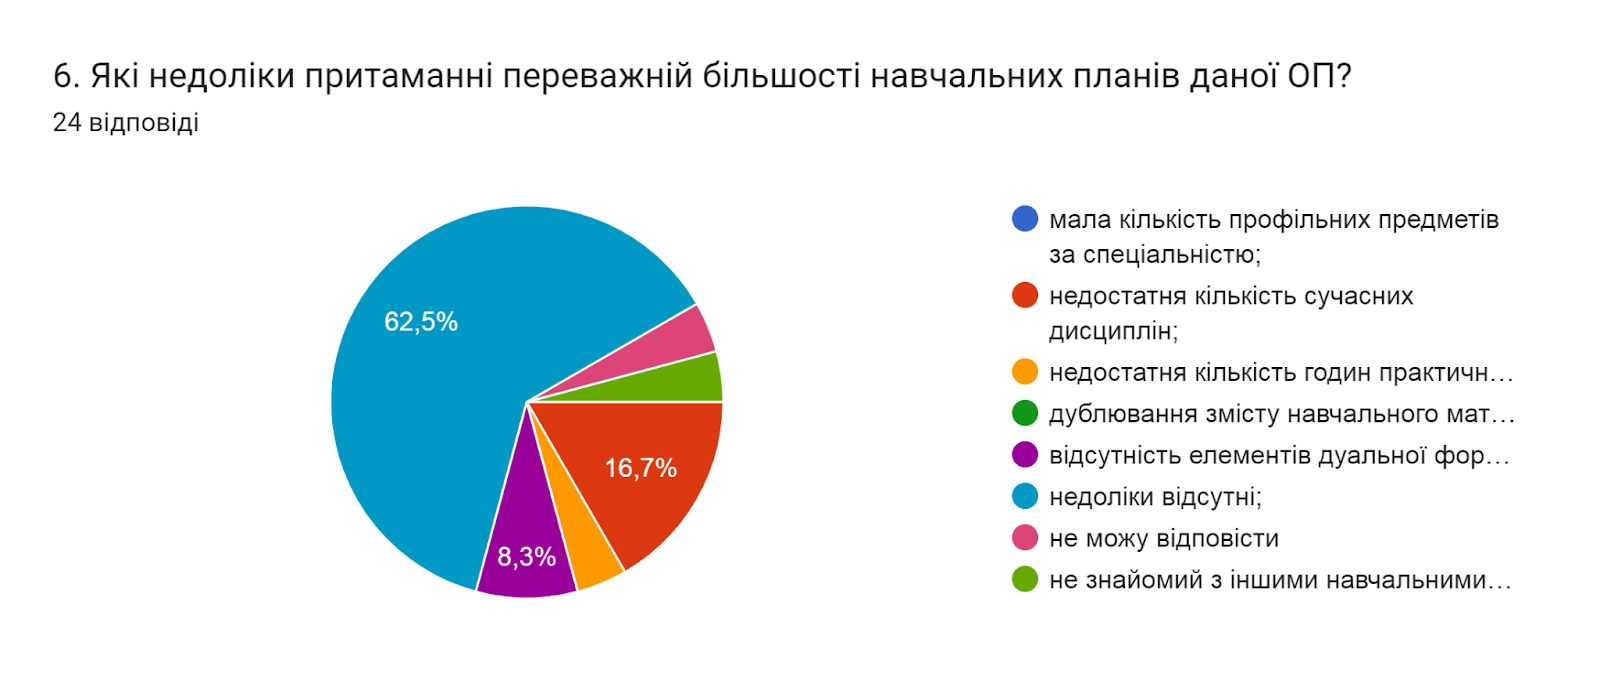 6. Які недоліки притаманні переважній більшості навчальних планів даної ОП?
24 відповіді
мала кількість профільних предметів
за спеціальністю;
недостатня кількість сучасних
дисциплін;
недостатня кількість годин практичн…
дублювання змісту навчального мат…
відсутність елементів дуальної фор…
недоліки відсутні;
не можу відповісти
не знайомий з іншими навчальними…
62,5%
16,7%
8,3%